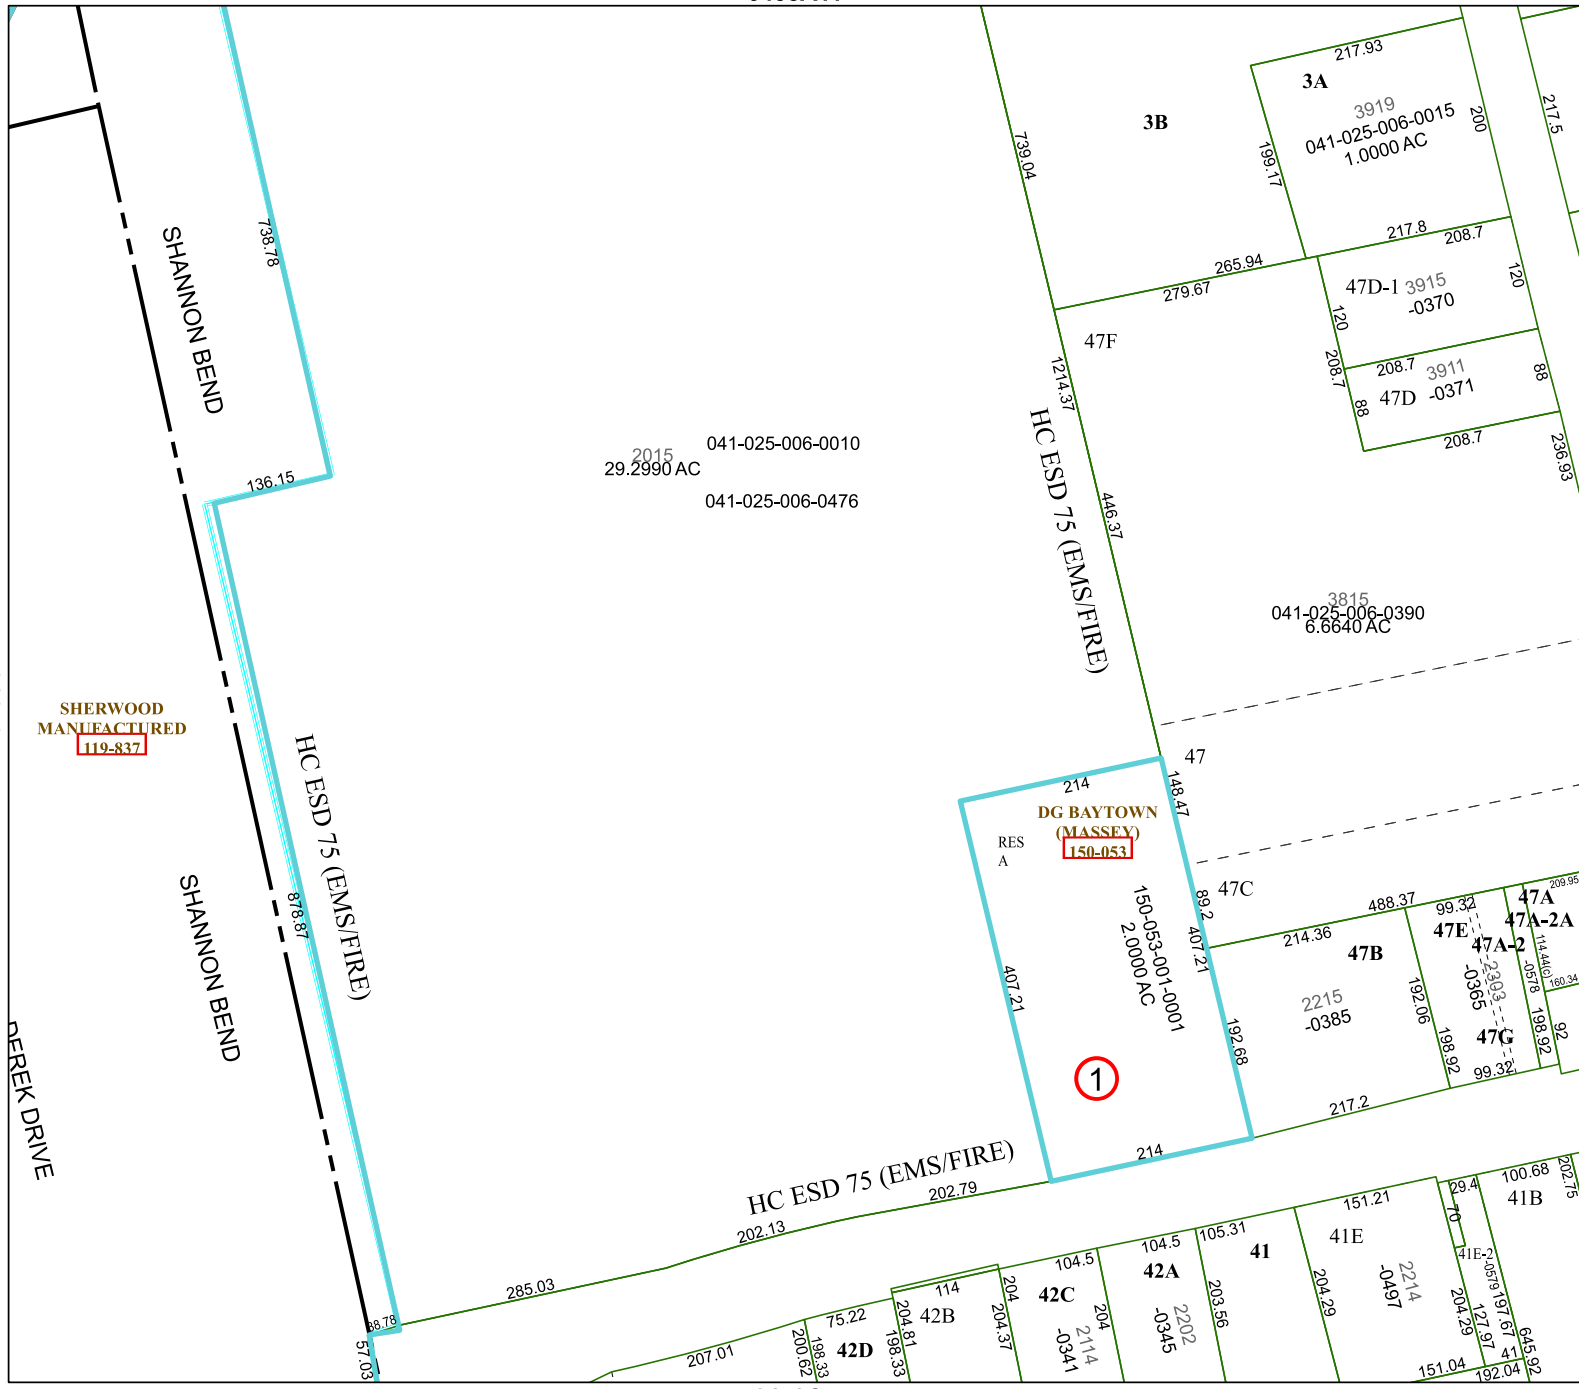 217.93
3A
3919
041-025-006-0015
1.0000 AC
200
217.5
3B
739.04
199.17
738.78
SHANNON BEND
217.8
208.7
265.94
279.67
47D-1
3915
-0370
120
120
47F
208.7
208.7
3911
47D
-0371
88
88
1214.37
208.7
236.93
HC ESD 75 (EMS/FIRE)
446.37
041-025-006-0010
2015
29.2990 AC
041-025-006-0476
136.15
3815
041-025-006-0390
6.6640 AC
SHERWOOD
MANUFACTURED
119-837
HC ESD 75 (EMS/FIRE)
878.87
SHANNON BEND
DEREK DRIVE
47
214
148.47
DG BAYTOWN
(MASSEY)
150-053
RES
A
150-053-001-0001
2.0000 AC
47C
89.2
407.21
407.21
192.68
1
214
488.37
214.36
99.32
47A
209.95
47A-2A
47E
47A-2
47B
114.44(c)
-0578
160.34
2303
-0365
2215
-0385
192.06
198.92
47G
198.92
92
99.32
217.2
HC ESD 75 (EMS/FIRE)
202.79
202.13
285.03
38.78
57.03
207.01
75.22
200.62
198.33
42D
204.81
198.33
114
42B
204
204.37
104.5
42C
2114
-0341
204
104.5
42A
2202
-0345
105.31
203.56
41
151.21
41E
204.29
2214
-0497
29.4
70
100.68
202.75
41B
41E-2
-0579
204.29
127.97
197.67
645.92
41
151.04
192.04